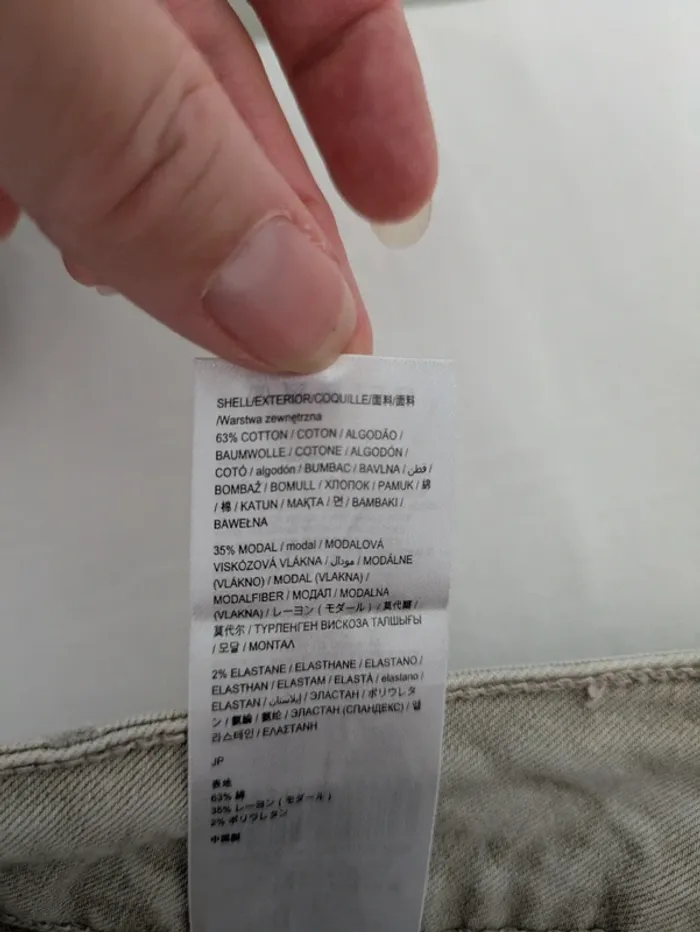 SHELL/EXTERIOR/COQUILLE/面料/面料
/Warstwa zewnętrzna
63% COTTON / COTON / ALGODÃO /
BAUMWOLLE / COTONE / ALGODÓN /
COTÓ / algodón / BUMBAC / BAVLNA / قطن /
BOMBAŽ / BOMULL / ХЛОПОК / PAMUK / 綿
/ 棉 / KATUN / МАҚТА / 면 / BAMBAKI /
BAWEŁNA
35% MODAL / modal / MODALOVÁ
VISKÓZOVÁ VLÁKNA / مودال / MODĀLNE
(VLÁKNO) / MODAL (VLAKNA) /
MODALFIBER / МОДАЛ / MODALNA
(VLAKNA) / レーヨン ( モダール ) / 莫代爾 /
莫代尔 / ТҮРЛЕНГЕН ВИСКОЗА ТАЛШЫҒЫ
/ 모달 / ΜΟΝΤΑΛ
2% ELASTANE / ELASTHANE / ELASTANO /
ELASTHAN / ELASTAM / ELASTĀ / elastano /
ELASTAN / إيلاستان / ЭЛАСТАН / ポリウレタ
ン / 氨綸 / 氨纶 / ЭЛАСТАН (СПАНДЕКС) / 엘
라스테인 / ΕΛΑΣΤΑΝΗ
JP
表地
63% 綿
35% レーヨン ( モダール )
2% ポリウレタン
中国製